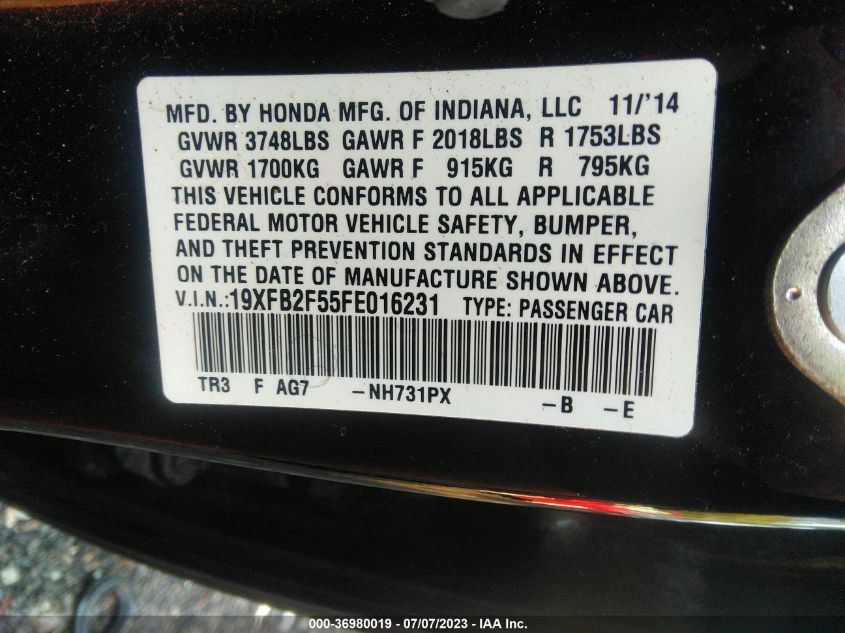 MFD. BY HONDA MFG. OF INDIANA, LLC 11/'14
GVWR 3748LBS GAWR F 2018LBS R 1753LBS
GVWR 1700KG GAWR F 915KG R 795KG
THIS VEHICLE CONFORMS TO ALL APPLICABLE
FEDERAL MOTOR VEHICLE SAFETY, BUMPER,
AND THEFT PREVENTION STANDARDS IN EFFECT
ON THE DATE OF MANUFACTURE SHOWN ABOVE.
V.I.N.:19XFB2F55FE016231 TYPE: PASSENGER CAR
TR3 F AG7 -NH731PX -B -E
000-36980019 - 07/07/2023 - IAA Inc.